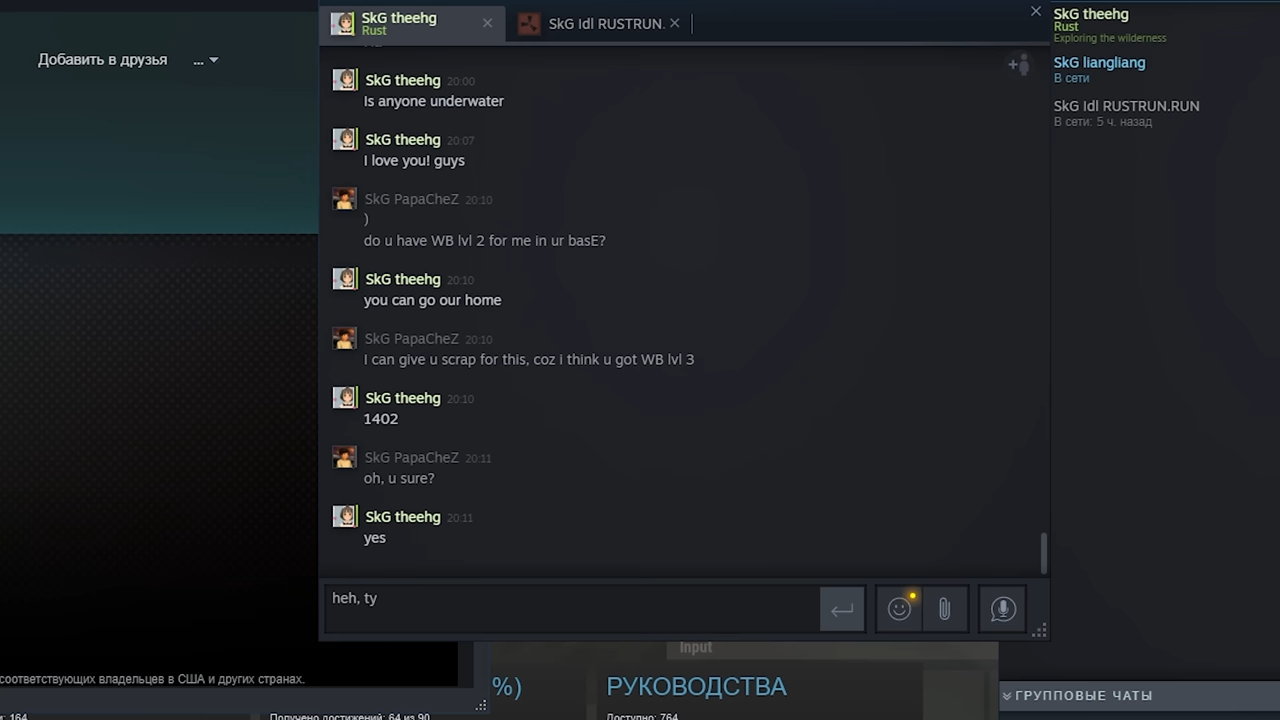 SkG theehg
Rust
SkG Idl RUSTRUN.
Добавить в друзья
...
SkG theehg 20:00
Is anyone underwater
SkG theehg 20:07
I love you! guys
SkG PapaCheZ 20:10
)
do u have WB lvl 2 for me in ur basE?
SkG theehg 20:10
you can go our home
SkG PapaCheZ 20:10
I can give u scrap for this, coz i think u got WB lvl 3
SkG theehg 20:10
1402
SkG PapaCheZ 20:11
oh, u sure?
SkG theehg 20:11
yes
heh, ty
SkG theehg
Rust
Exploring the wilderness
SkG liangliang
В сети
SkG Idl RUSTRUN.RUN
В сети: 5 ч. назад
Input
соответствующих владельцев в США и других странах.
%)
РУКОВОДСТВА
ГРУППОВЫЕ ЧАТЫ
: 164
Получено достижений: 64 из 90
Доступно: 764